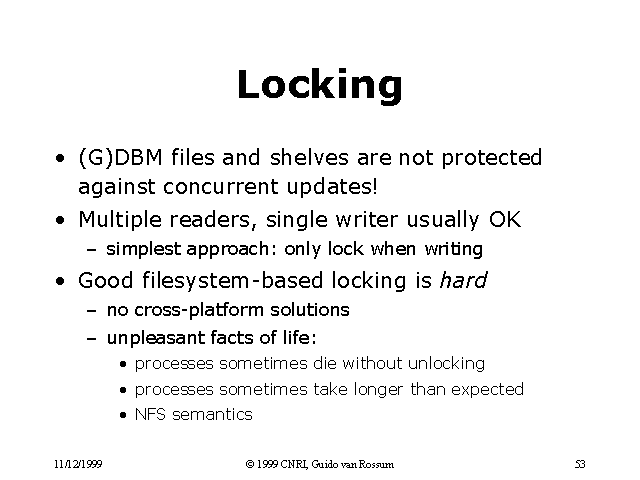 Locking
• (G)DBM files and shelves are not protected
against concurrent updates!
• Multiple readers, single writer usually OK
– simplest approach: only lock when writing
• Good filesystem-based locking is hard
– no cross-platform solutions
– unpleasant facts of life:
• processes sometimes die without unlocking
• processes sometimes take longer than expected
• NFS semantics
11/12/1999 © 1999 CNRI, Guido van Rossum 53